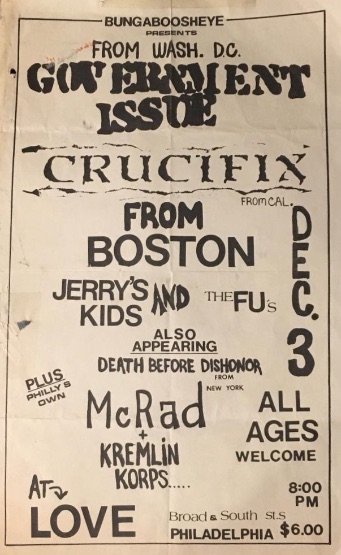 BUNGABOOSHEYE
PRESENTS
FROM WASH. D.C.
GOVERNMENT
ISSUE
CRUCIFIX
FROM CAL.
DEC. 3
FROM
BOSTON
JERRY'S KIDS AND THE FU's
ALSO
APPEARING
DEATH BEFORE DISHONOR
FROM
NEW YORK
PLUS
PHILLY'S
OWN
McRad
+
KREMLIN
KORPS.....
ALL
AGES
WELCOME
AT
LOVE
Broad & South st.s
PHILADELPHIA
8:00
PM
$6.00